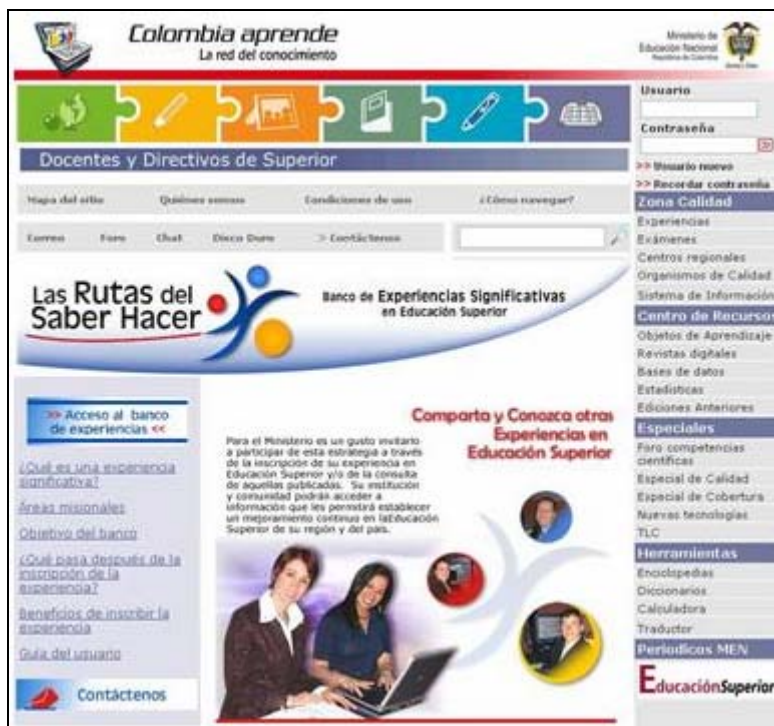 Colombia aprende
La red del conocimiento
Ministerio de
Educación Nacional
República de Colombia
Usuario
Contraseña
>> Usuario nuevo
>> Recordar contraseña
Docentes y Directivos de Superior
Mapa del sitio
Quiénes somos
Condiciones de uso
¿Cómo navegar?
Correo
Foro
Chat
Disco Duro
Contáctenos
Las Rutas del
Saber Hacer
Banco de Experiencias Significativas
en Educación Superior
>> Acceso al banco
de experiencias <<
¿Qué es una experiencia
significativa?
Áreas misionales
Objetivo del banco
¿Qué pasa después de la
inscripción de la
experiencia?
Beneficios de inscribir la
experiencia
Guía del usuario
Contáctenos
Comparta y Conozca otras
Experiencias en
Educación Superior
Para el Ministerio es un gusto invitarlo
a participar de esta estrategia a través
de la inscripción de su experiencia en
Educación Superior y/o de la consulta
de aquellas publicadas. Su institución
y comunidad podrán acceder a
información que les permitirá establecer
un mejoramiento continuo en laEducación
Superior de su región y del país.
Zona Calidad
Experiencias
Exámenes
Centros regionales
Organismos de Calidad
Sistema de Información
Centro de Recursos
Objetos de Aprendizaje
Revistas digitales
Bases de datos
Estadísticas
Ediciones Anteriores
Especiales
Foro competencias
científicas
Especial de Calidad
Especial de Cobertura
Nuevas tecnologías
TLC
Herramientas
Enciclopedias
Diccionarios
Calculadora
Traductor
Periodicos MEN
EducaciónSuperior